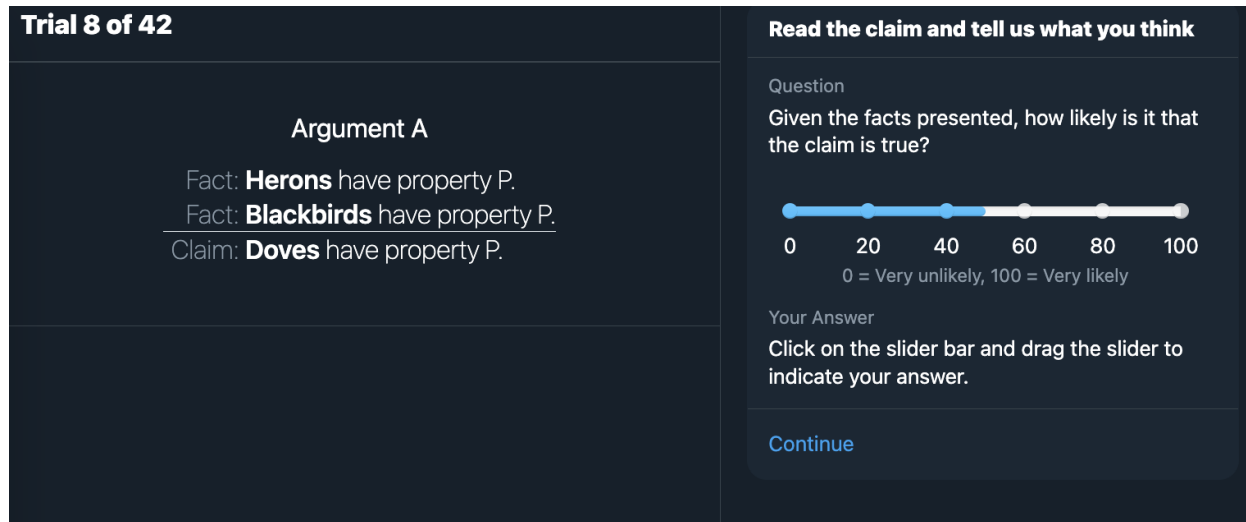 Trial 8 of 42
Argument A
Fact: Herons have property P.
Fact: Blackbirds have property P.
Claim: Doves have property P.
Read the claim and tell us what you think
Question
Given the facts presented, how likely is it that
the claim is true?
0 20 40 60 80 100
0 = Very unlikely, 100 = Very likely
Your Answer
Click on the slider bar and drag the slider to
indicate your answer.
Continue